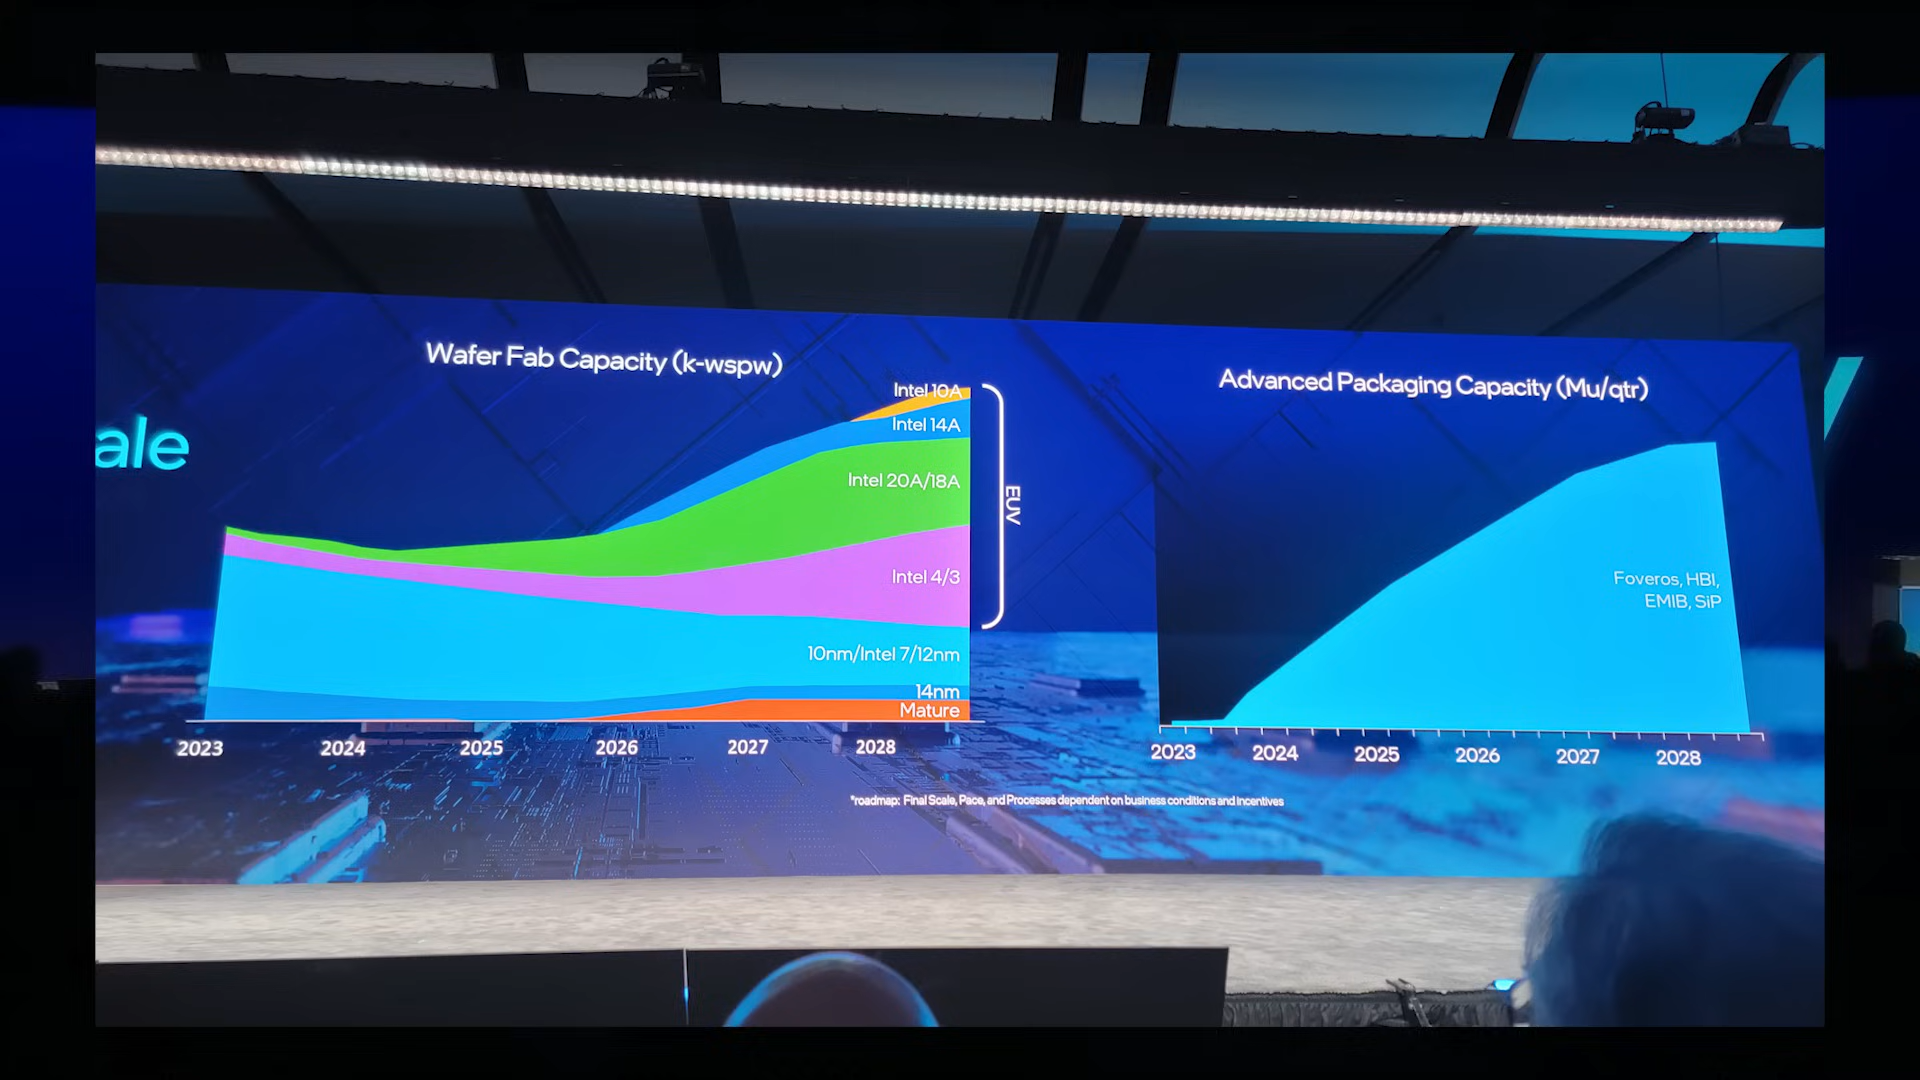 ale
Wafer Fab Capacity (k-wspw)
Intel 10A
Intel 14A
Intel 20A/18A
Intel 4/3
10nm/Intel 7/12nm
14nm
Mature
EUV
2023 2024 2025 2026 2027 2028
Advanced Packaging Capacity (Mu/qtr)
Foveros, HBI,
EMIB, SiP
2023 2024 2025 2026 2027 2028
*roadmap: Final Scale, Pace, and Processes dependent on business conditions and incentives